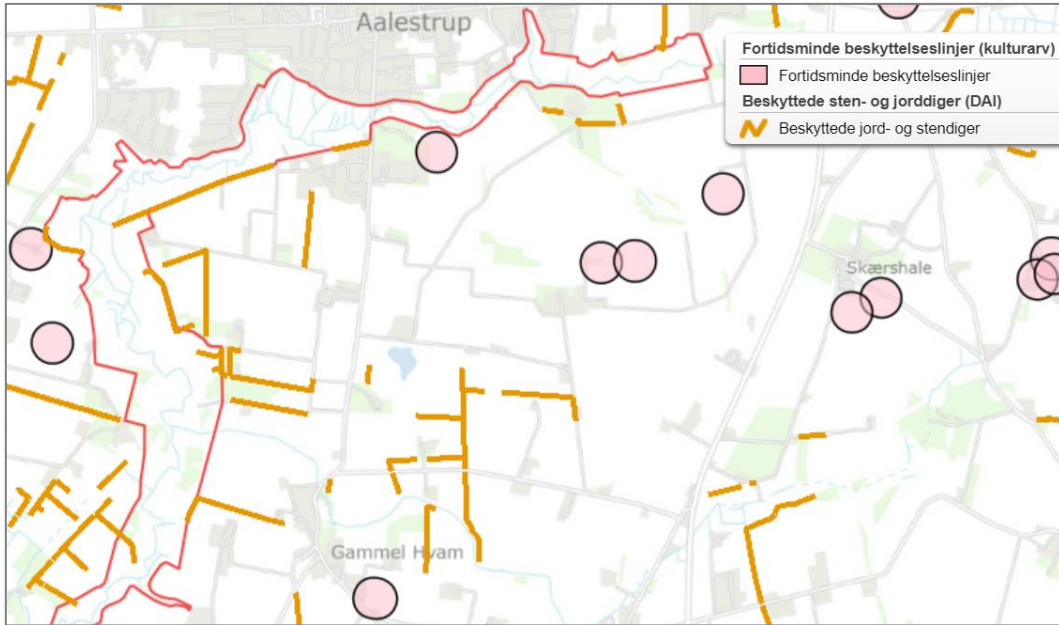 Aalestrup
Fortidsminde beskyttelseslinjer (kulturarv)
Fortidsminde beskyttelseslinjer
Beskyttede sten- og jorddiger (DAI)
Beskyttede jord- og stendiger
Skærshale
Gammel Hvam